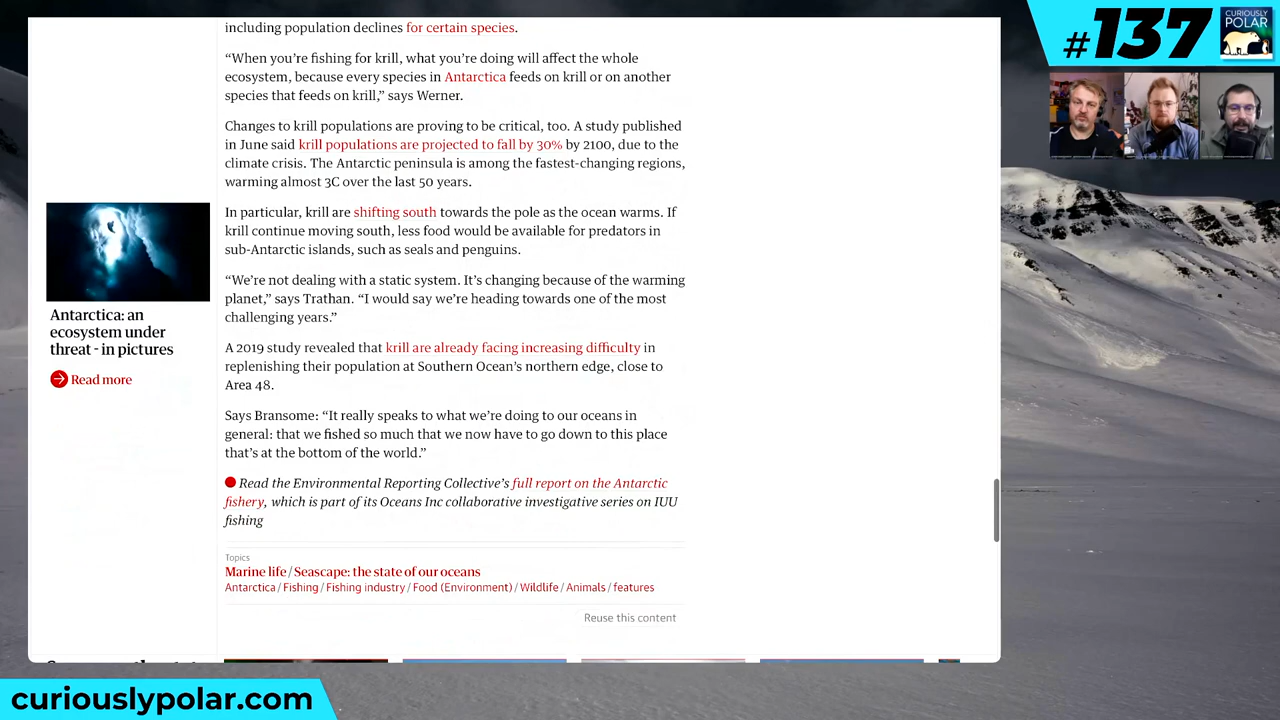 including population declines for certain species.
“When you’re fishing for krill, what you’re doing will affect the whole
ecosystem, because every species in Antarctica feeds on krill or on another
species that feeds on krill,” says Werner.
Changes to krill populations are proving to be critical, too. A study published
in June said krill populations are projected to fall by 30% by 2100, due to the
climate crisis. The Antarctic peninsula is among the fastest-changing regions,
warming almost 3C over the last 50 years.
In particular, krill are shifting south towards the pole as the ocean warms. If
krill continue moving south, less food would be available for predators in
sub-Antarctic islands, such as seals and penguins.
“We’re not dealing with a static system. It’s changing because of the warming
planet,” says Trathan. “I would say we’re heading towards one of the most
challenging years.”
A 2019 study revealed that krill are already facing increasing difficulty in
replenishing their population at Southern Ocean’s northern edge, close to
Area 48.
Says Bransome: “It really speaks to what we’re doing to our oceans in
general: that we fished so much that we now have to go down to this place
that’s at the bottom of the world.”
Read the Environmental Reporting Collective’s full report on the Antarctic
fishery, which is part of its Oceans Inc collaborative investigative series on IUU
fishing
Topics
Marine life / Seascape: the state of our oceans
Antarctica / Fishing / Fishing industry / Food (Environment) / Wildlife / Animals / features
Reuse this content
Antarctica: an
ecosystem under
threat - in pictures
Read more
#137
CURIOUSLY
POLAR
curiouslypolar.com